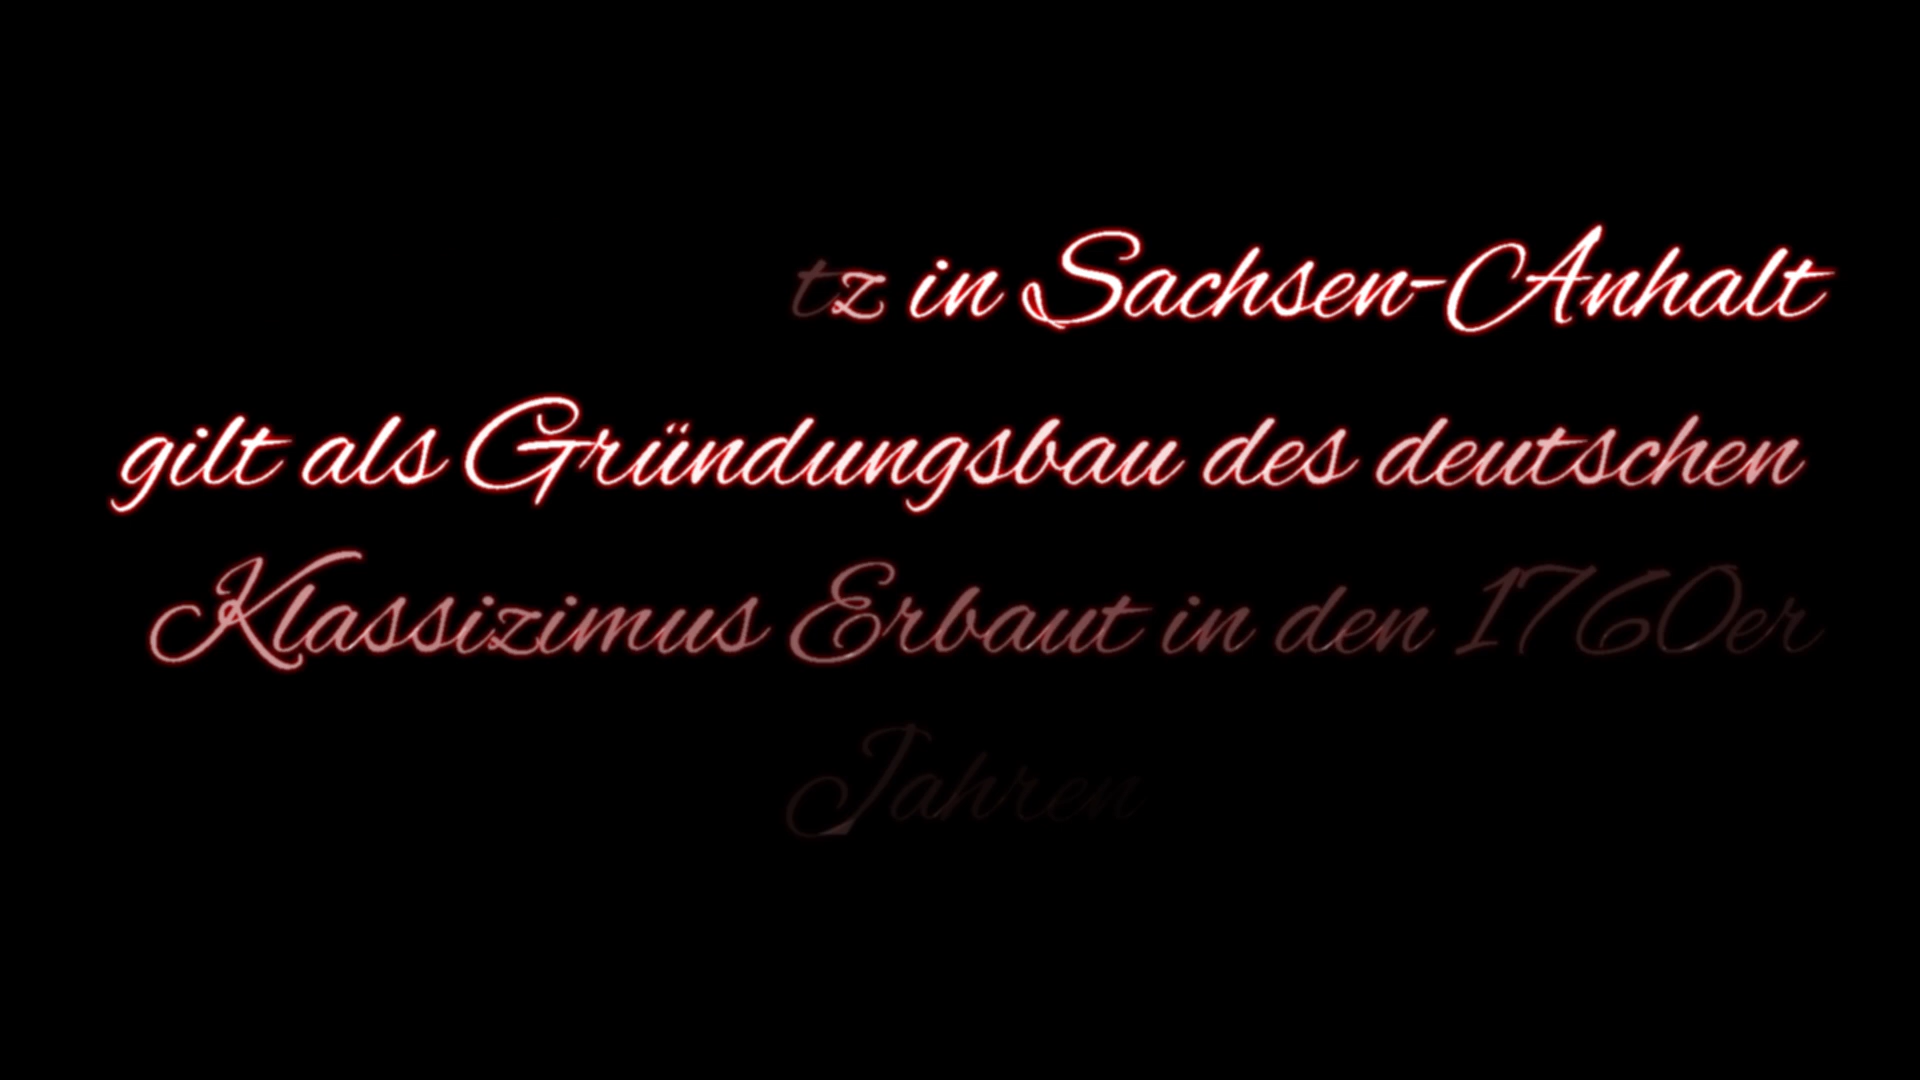 tz in Sachsen-Anhalt
gilt als Gründungsbau des deutschen
Klassizimus Erbaut in den 1760er
Jahren